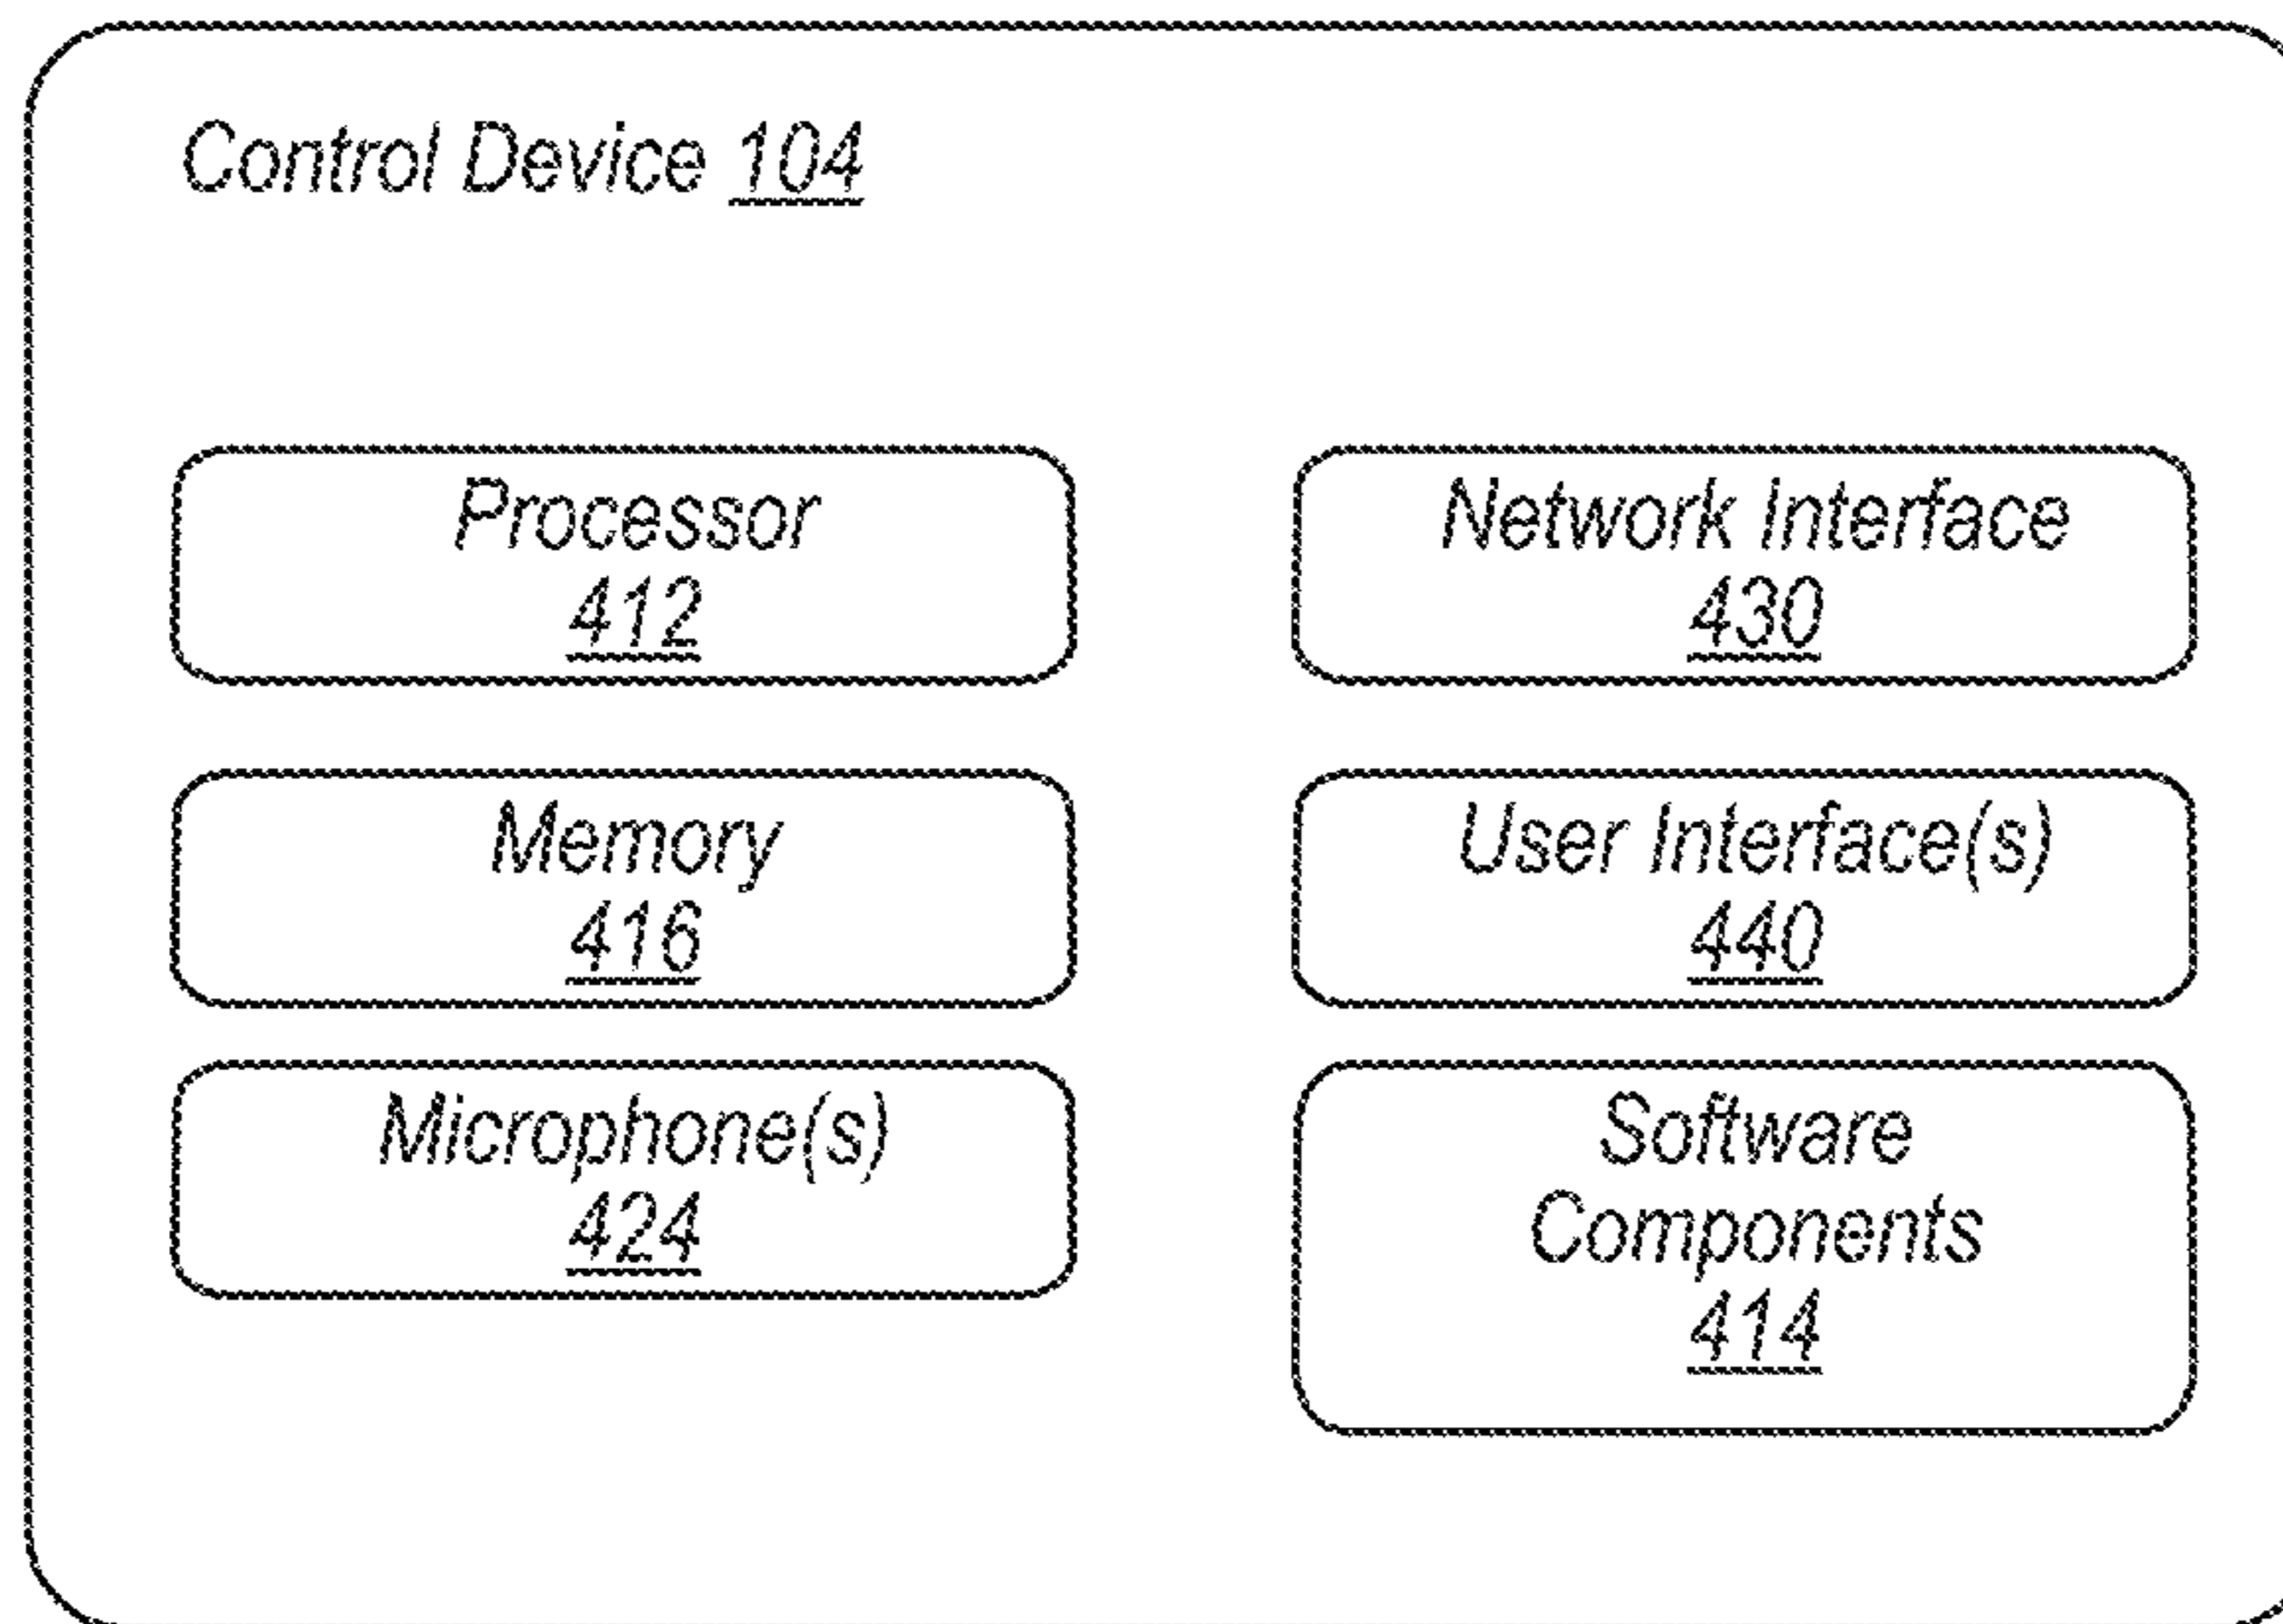 Control Device 104
Processor
412
Network Interface
430
Memory
416
User Interface(s)
440
Microphone(s)
424
Software
Components
414